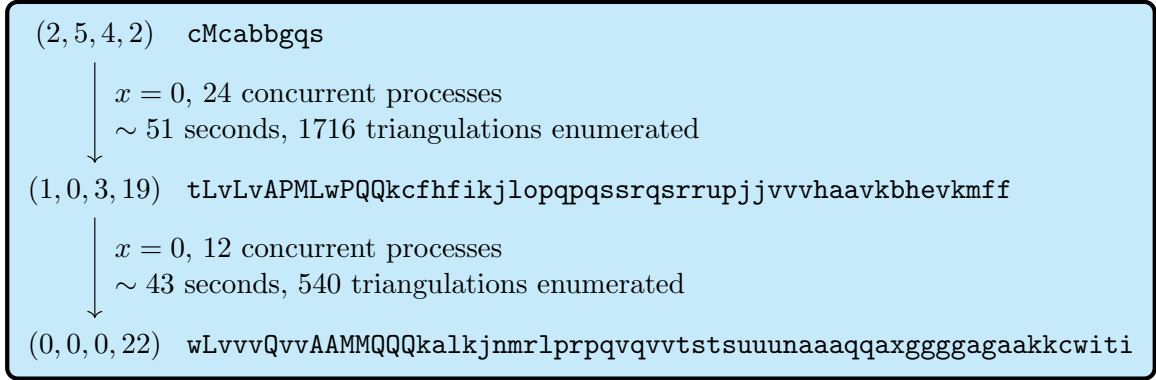 (2, 5, 4, 2) cMcabbgqs
x = 0, 24 concurrent processes
∼ 51 seconds, 1716 triangulations enumerated
(1, 0, 3, 19) tLvLvAPMLwPQQkcfhfikjlopqpqssrqsrrupjjvvvhaavkbhevkmff
x = 0, 12 concurrent processes
∼ 43 seconds, 540 triangulations enumerated
(0, 0, 0, 22) wLvvvQvvAAMMQQQkalkjnmrlprpqvqvvtstsuuunaaaqqaxggggagaakkcwiti